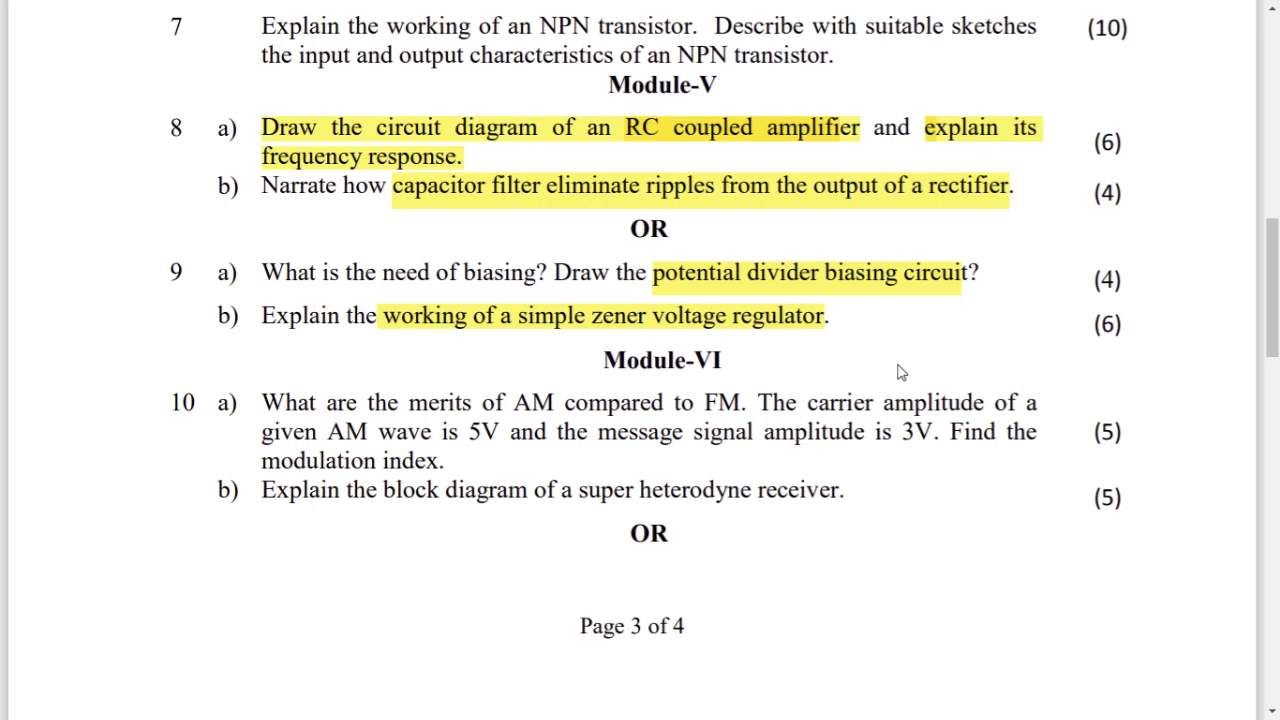 7 Explain the working of an NPN transistor. Describe with suitable sketches (10)
the input and output characteristics of an NPN transistor.
Module-V
8 a) Draw the circuit diagram of an RC coupled amplifier and explain its
frequency response. (6)
b) Narrate how capacitor filter eliminate ripples from the output of a rectifier. (4)
OR
9 a) What is the need of biasing? Draw the potential divider biasing circuit? (4)
b) Explain the working of a simple zener voltage regulator. (6)
Module-VI
10 a) What are the merits of AM compared to FM. The carrier amplitude of a
given AM wave is 5V and the message signal amplitude is 3V. Find the (5)
modulation index.
b) Explain the block diagram of a super heterodyne receiver. (5)
OR
Page 3 of 4